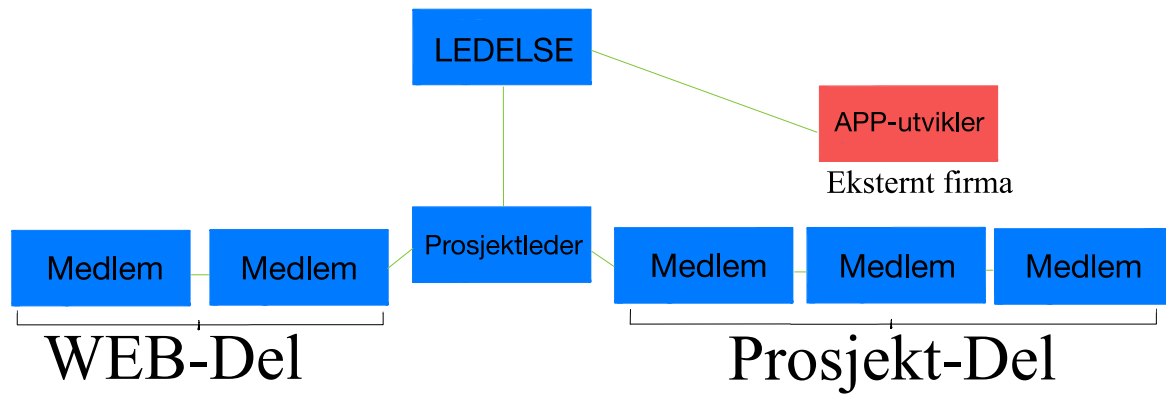 LEDELSE
APP-utvikler
Eksternt firma
Prosjektleder
Medlem
Medlem
Medlem
Medlem
Medlem
WEB-Del
Prosjekt-Del